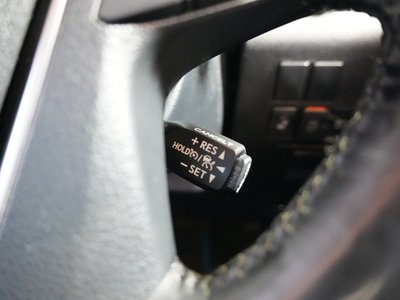 CANCEL▼
+ RES ▲
HOLD(•)/ ◀
− SET ▼